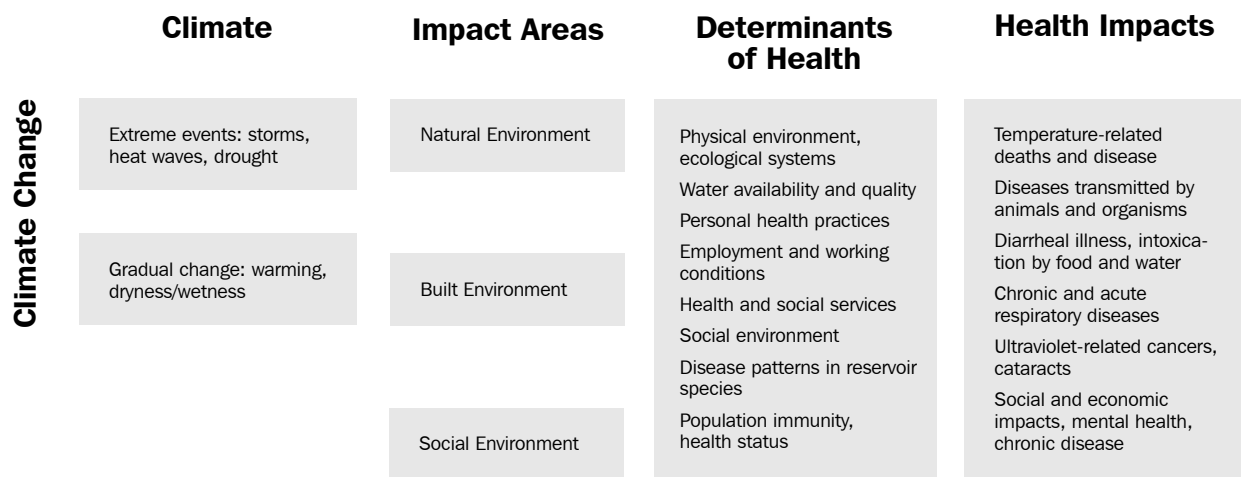 Climate Change
Climate
Extreme events: storms,
heat waves, drought
Gradual change: warming,
dryness/wetness
Impact Areas
Natural Environment
Built Environment
Social Environment
Determinants
of Health
Physical environment,
ecological systems
Water availability and quality
Personal health practices
Employment and working
conditions
Health and social services
Social environment
Disease patterns in reservoir
species
Population immunity,
health status
Health Impacts
Temperature-related
deaths and disease
Diseases transmitted by
animals and organisms
Diarrheal illness, intoxica-
tion by food and water
Chronic and acute
respiratory diseases
Ultraviolet-related cancers,
cataracts
Social and economic
impacts, mental health,
chronic disease